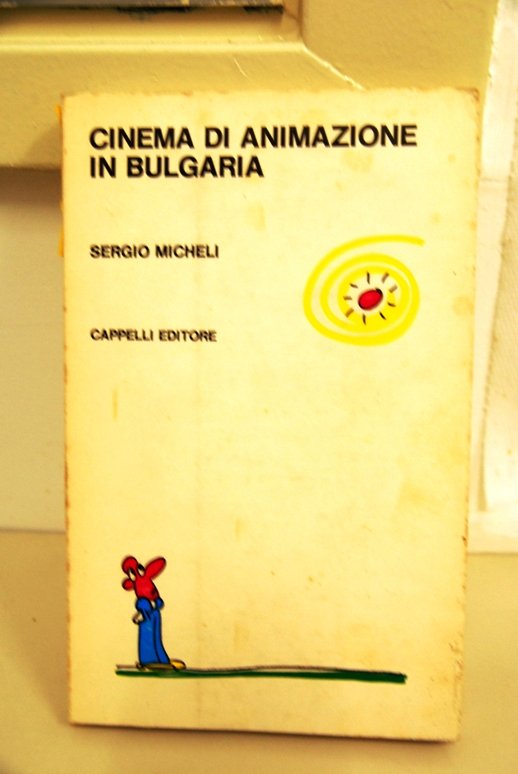 CINEMA DI ANIMAZIONE
IN BULGARIA
SERGIO MICHELI
CAPPELLI EDITORE